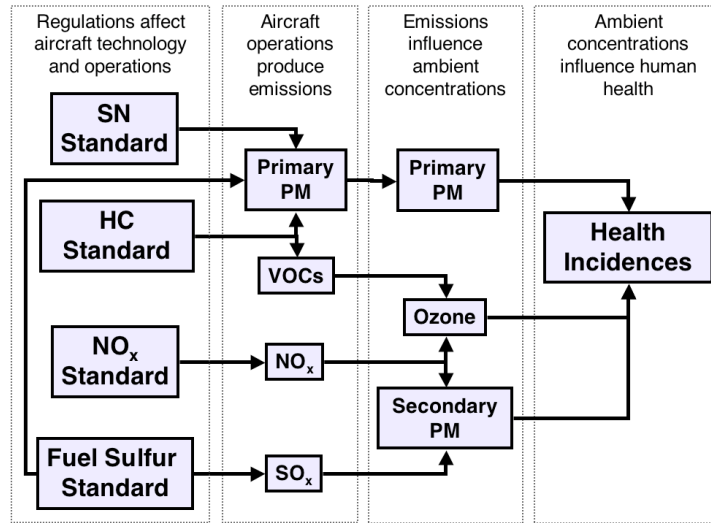 Regulations affect
aircraft technology
and operations
Aircraft
operations
produce
emissions
Emissions
influence
ambient
concentrations
Ambient
concentrations
influence human
health
SN
Standard
Primary
PM
Primary
PM
HC
Standard
Health
Incidences
VOCs
Ozone
NOₓ
Standard
NOₓ
Secondary
PM
Fuel Sulfur
Standard
SOₓ